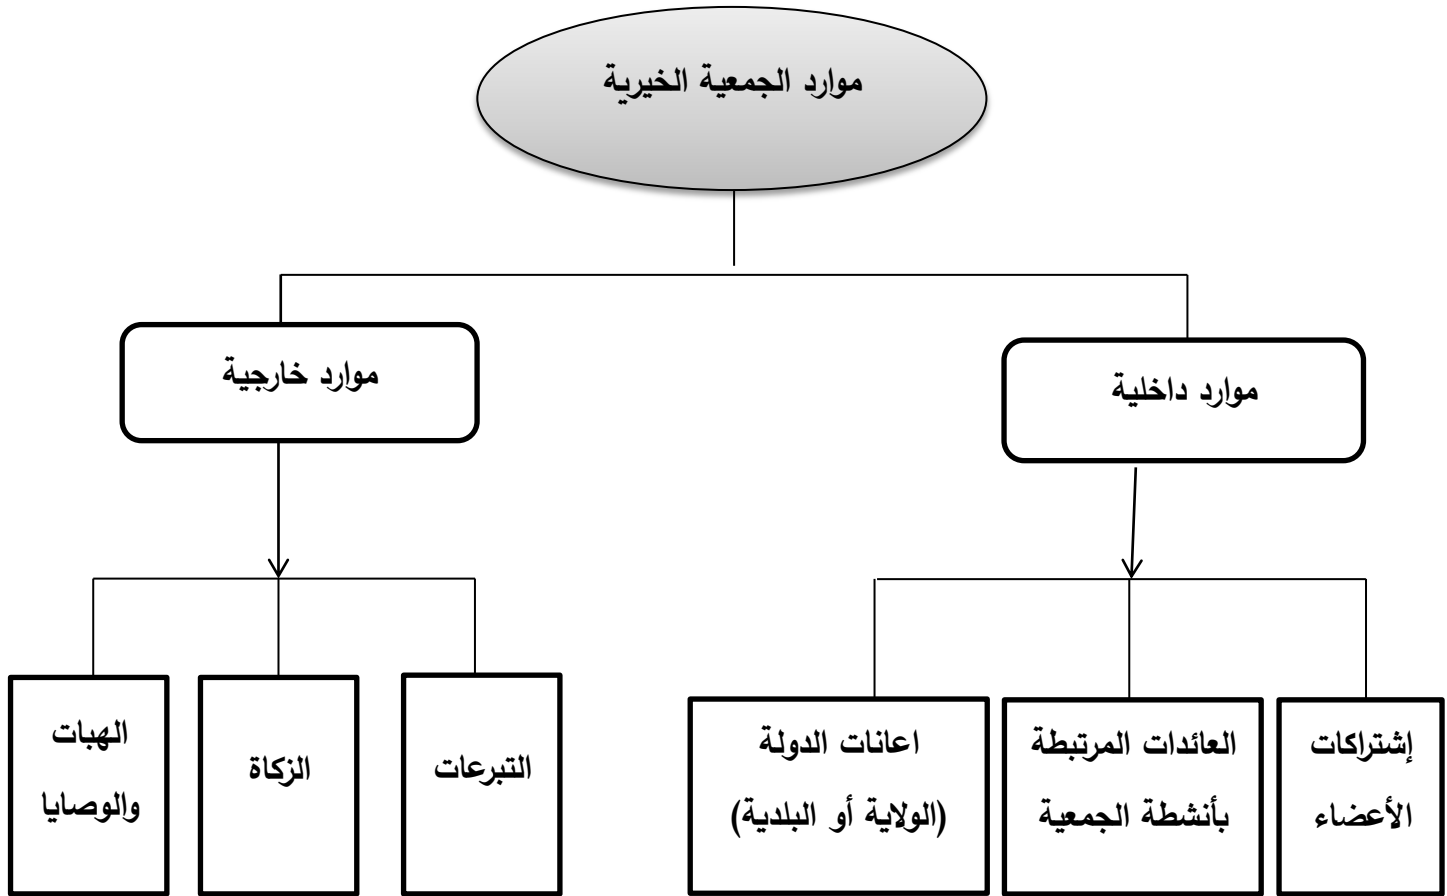 موارد الجمعية الخيرية
موارد داخلية
موارد خارجية
إشتراكات
الأعضاء
العائدات المرتبطة
بأنشطة الجمعية
اعانات الدولة
(الولاية أو البلدية)
التبرعات
الزكاة
الهبات
والوصايا